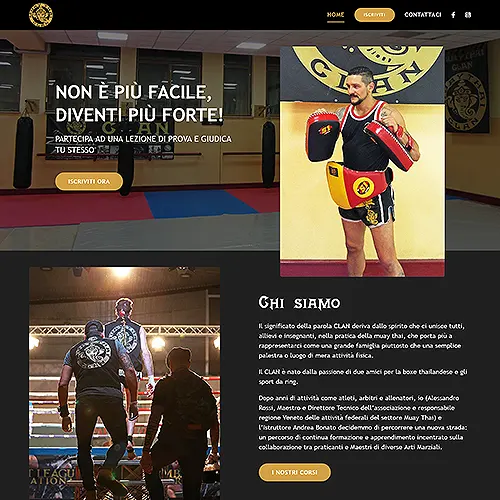 HOME
ISCRIVITI
CONTATTACI
NON È PIÙ FACILE,
DIVENTI PIÙ FORTE!
PARTECIPA AD UNA LEZIONE DI PROVA E GIUDICA
TU STESSO
ISCRIVITI ORA
CLAN
CLAN
Chi siamo
Il significato della parola CLAN deriva dallo spirito che ci unisce tutti,
allievi e insegnanti, nella pratica della muay thai, che porta più a
rappresentarci come una grande famiglia piuttosto che una semplice
palestra o luogo di mera attività fisica.
Il CLAN è nato dalla passione di due amici per la boxe thailandese e gli
sport da ring.
Dopo anni di attività come atleti, arbitri e allenatori, io (Alessandro
Rossi, Maestro e Direttore Tecnico dell'associazione e responsabile
regione Veneto delle attività federali del settore Muay Thai) e
l'istruttore Andrea Bonato decidemmo di percorrere una nuova strada:
un percorso di continua formazione e apprendimento incentrato sulla
collaborazione tra praticanti e Maestri di diverse Arti Marziali.
I NOSTRI CORSI